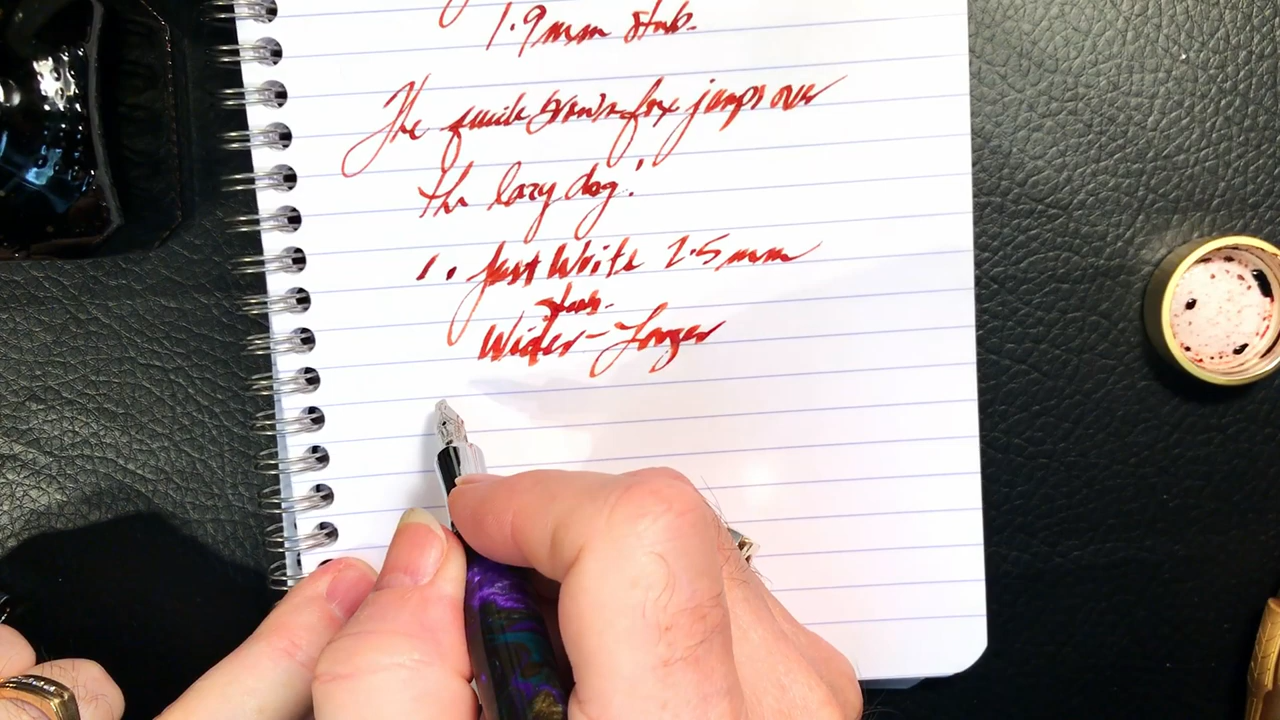 1.9mm Stub.
The quick brown fox jumps over
the lazy dog!
1. Just Write 2.5mm
Stub.
Wider - Longer